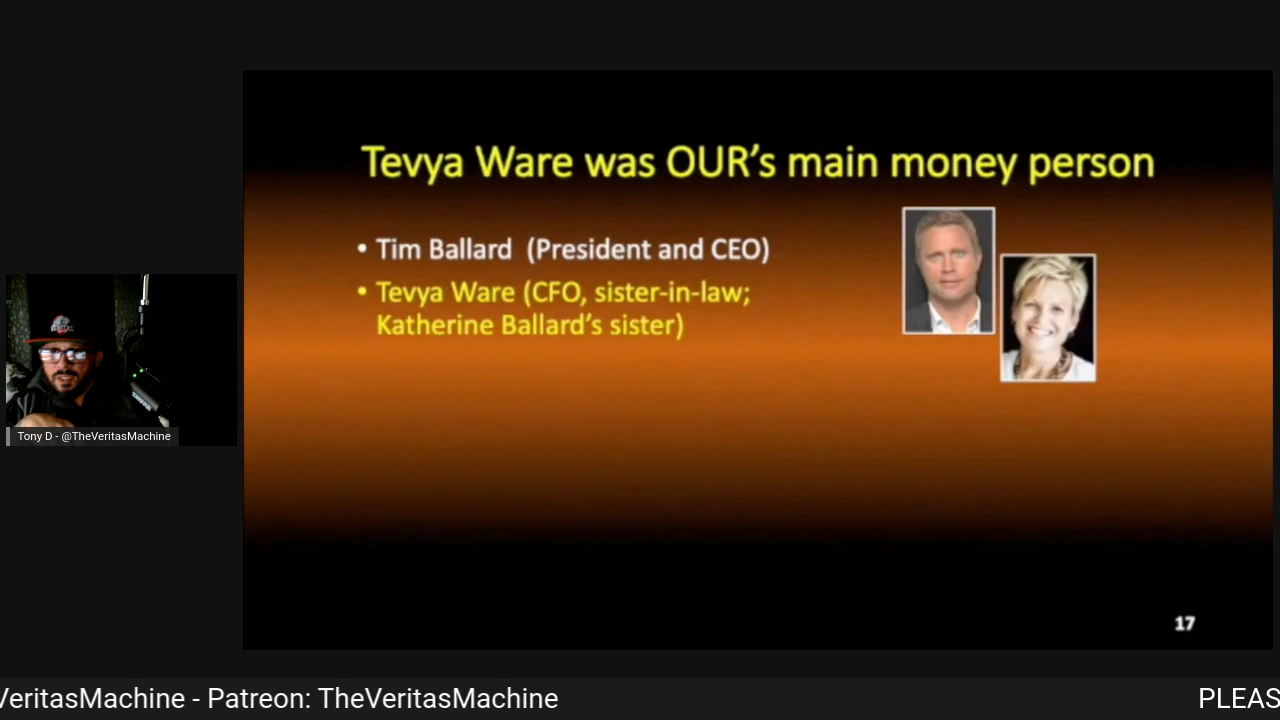 Tevya Ware was OUR's main money person
• Tim Ballard (President and CEO)
• Tevya Ware (CFO, sister-in-law;
Katherine Ballard's sister)
Tony D - @TheVeritasMachine
17
VeritasMachine - Patreon: TheVeritasMachine
PLEAS